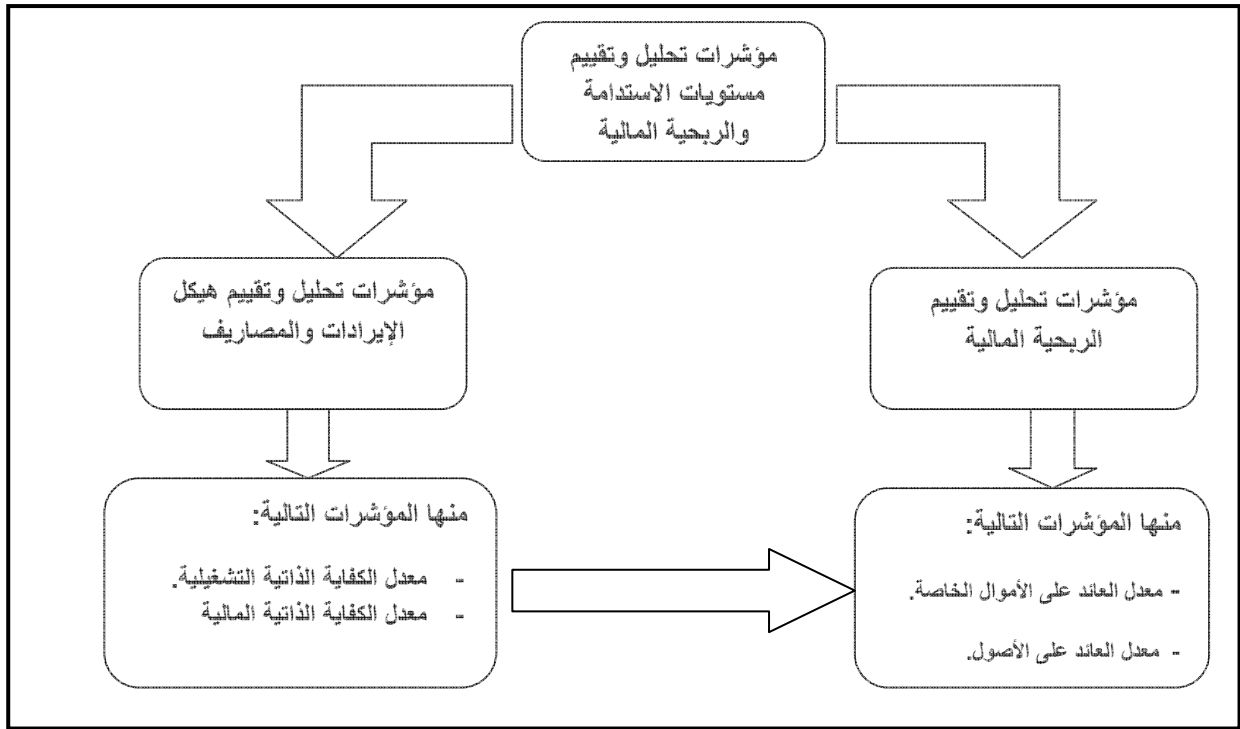 مؤشرات تحليل وتقييم
مستويات الاستدامة
والربحية المالية
مؤشرات تحليل وتقييم
الربحية المالية
مؤشرات تحليل وتقييم هيكل
الإيرادات والمصاريف
منها المؤشرات التالية:
- معدل العائد على الأموال الخاصة.
- معدل العائد على الأصول.
منها المؤشرات التالية:
- معدل الكفاية الذاتية التشغيلية.
- معدل الكفاية الذاتية المالية